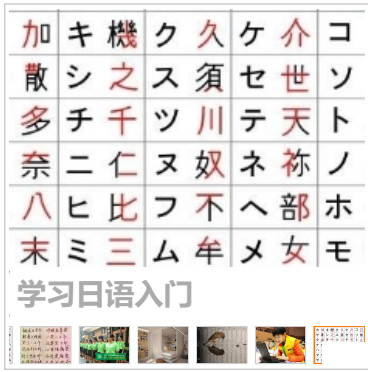 加 キ 機 ク 久 ケ 介 コ
散 シ 之 ス 須 セ 世 ソ
多 チ 千 ツ 川 テ 天 ト
奈 ニ 仁 ヌ 奴 ネ 祢 ノ
八 ヒ 比 フ 不 ヘ 部 ホ
末 ミ 三 ム 牟 メ 女 モ
学习日语入门